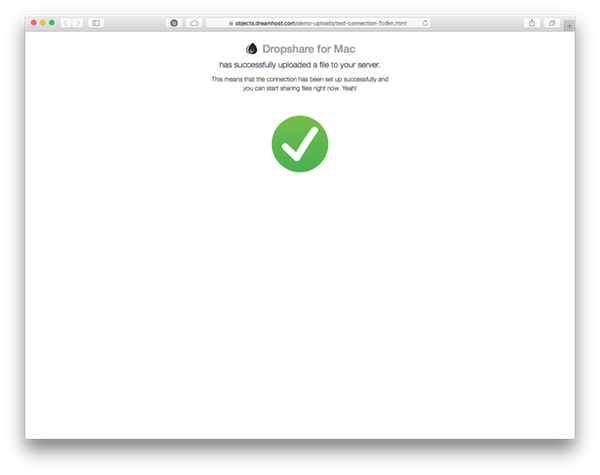 objects.dreamhost.com/demo-uploads/test-connection-Tcdkn.html
Dropshare for Mac
has successfully uploaded a file to your server.
This means that the connection has been set up successfully and
you can start sharing files right now. Yeah!